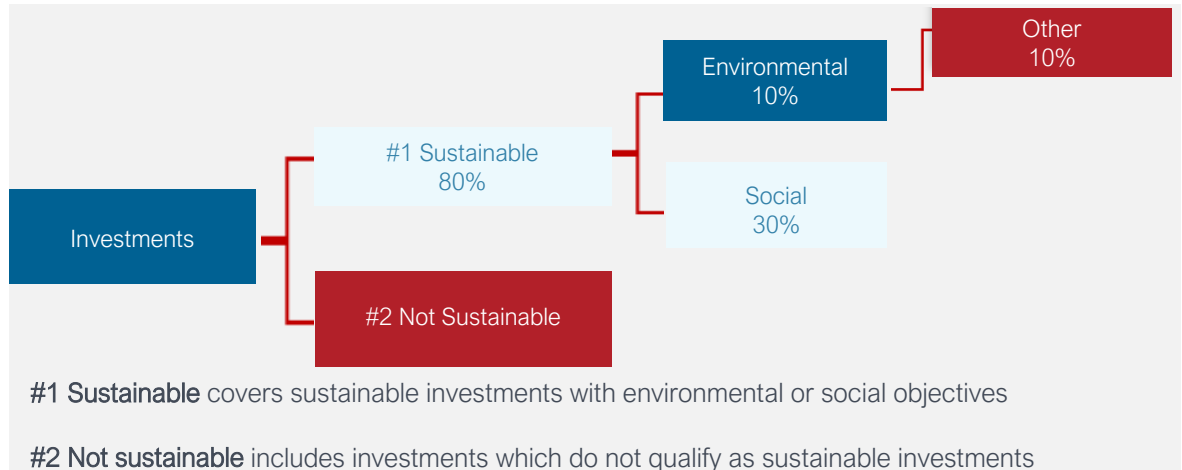 Other
10%
Environmental
10%
#1 Sustainable
80%
Social
30%
Investments
#2 Not Sustainable
#1 Sustainable covers sustainable investments with environmental or social objectives
#2 Not sustainable includes investments which do not qualify as sustainable investments